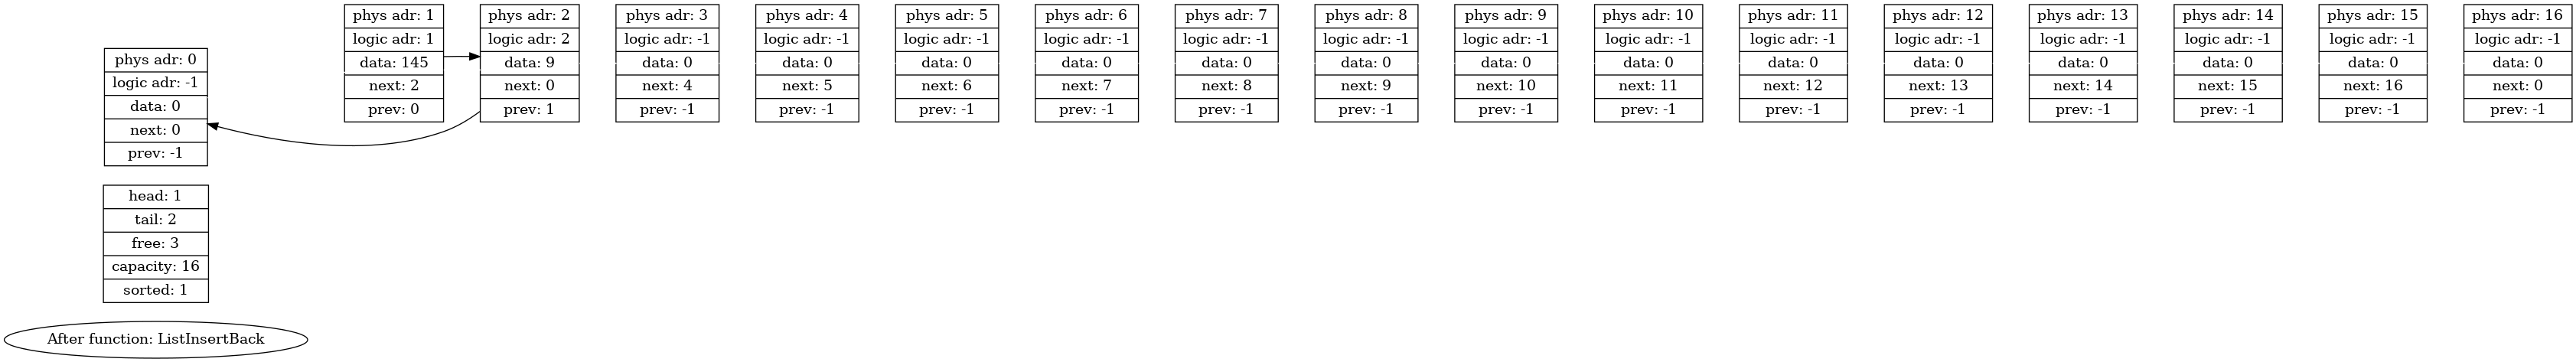 phys adr: 0
logic adr: -1
data: 0
next: 0
prev: -1
head: 1
tail: 2
free: 3
capacity: 16
sorted: 1
After function: ListInsertBack
phys adr: 1
logic adr: 1
data: 145
next: 2
prev: 0
phys adr: 2
logic adr: 2
data: 9
next: 0
prev: 1
phys adr: 3
logic adr: -1
data: 0
next: 4
prev: -1
phys adr: 4
logic adr: -1
data: 0
next: 5
prev: -1
phys adr: 5
logic adr: -1
data: 0
next: 6
prev: -1
phys adr: 6
logic adr: -1
data: 0
next: 7
prev: -1
phys adr: 7
logic adr: -1
data: 0
next: 8
prev: -1
phys adr: 8
logic adr: -1
data: 0
next: 9
prev: -1
phys adr: 9
logic adr: -1
data: 0
next: 10
prev: -1
phys adr: 10
logic adr: -1
data: 0
next: 11
prev: -1
phys adr: 11
logic adr: -1
data: 0
next: 12
prev: -1
phys adr: 12
logic adr: -1
data: 0
next: 13
prev: -1
phys adr: 13
logic adr: -1
data: 0
next: 14
prev: -1
phys adr: 14
logic adr: -1
data: 0
next: 15
prev: -1
phys adr: 15
logic adr: -1
data: 0
next: 16
prev: -1
phys adr: 16
logic adr: -1
data: 0
next: 0
prev: -1